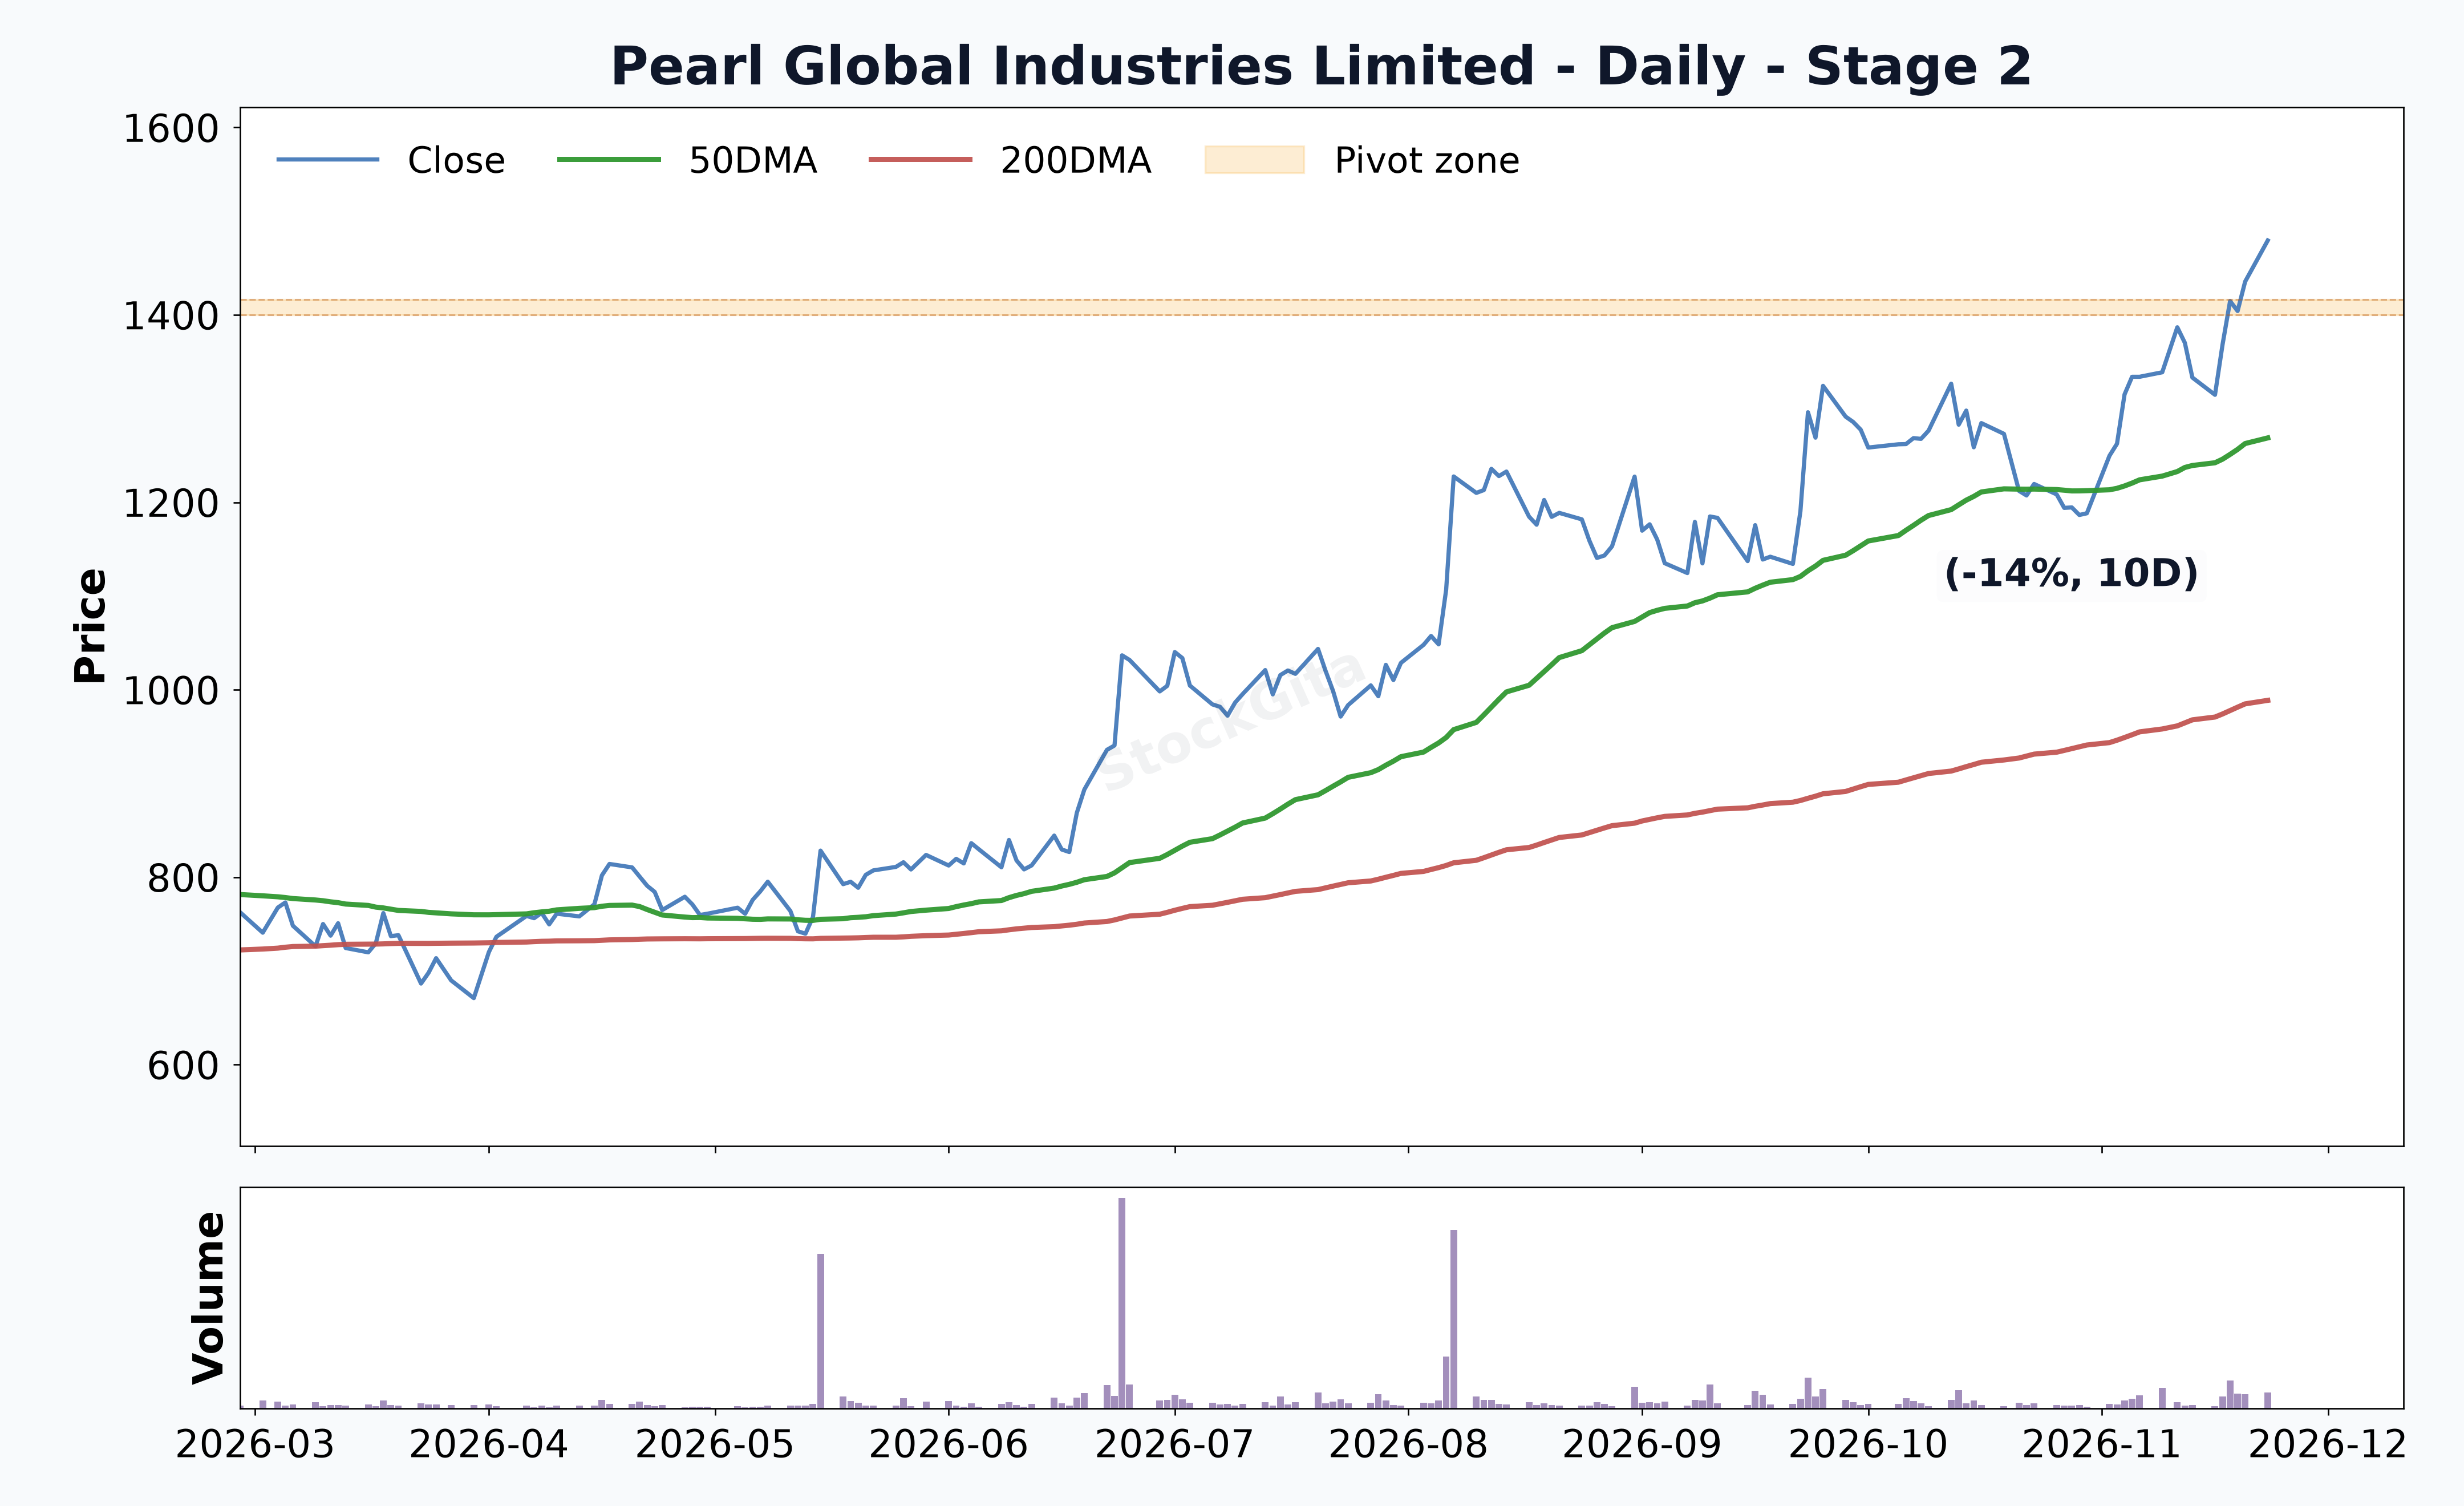 Pearl Global Industries Limited - Daily - Stage 2
Close 50DMA 200DMA Pivot zone
1600
1400
1200
1000
800
600
Price
(-14%, 10D)
StockGita
Volume
2026-03 2026-04 2026-05 2026-06 2026-07 2026-08 2026-09 2026-10 2026-11 2026-12